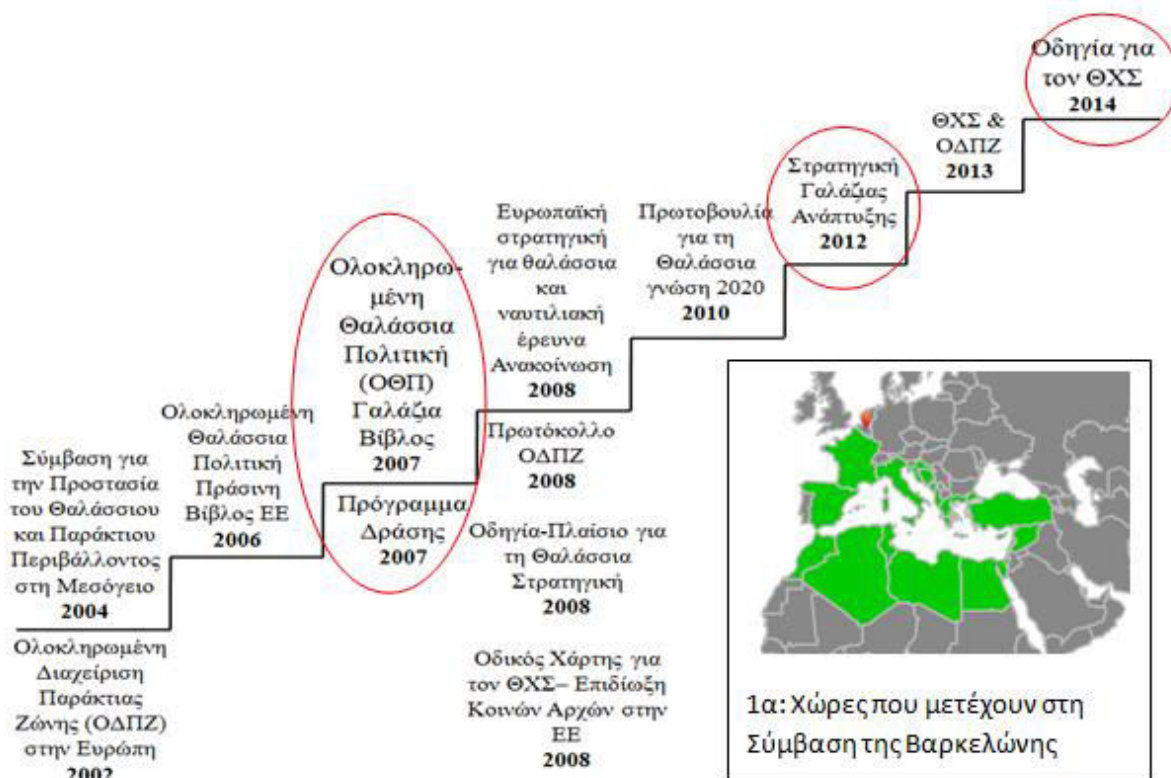 Σύμβαση για
την Προστασία
του Θαλάσσιου
και Παράκτιου
Περιβάλλοντος
στη Μεσόγειο
2004
Ολοκληρωμένη
Διαχείριση
Παράκτιας
Ζώνης (ΟΔΠΖ)
στην Ευρώπη
2002
Ολοκληρωμένη
Θαλάσσια
Πολιτική
Πράσινη
Βίβλος ΕΕ
2006
Ολοκληρω-
μένη
Θαλάσσια
Πολιτική
(ΟΘΠ)
Γαλάζια
Βίβλος
2007
Πρόγραμμα
Δράσης
2007
Ευρωπαϊκή
στρατηγική
για θαλάσσια
και
ναυτιλιακή
έρευνα
Ανακοίνωση
2008
Πρωτόκολλο
ΟΔΠΖ
2008
Οδηγία-Πλαίσιο για
τη Θαλάσσια
Στρατηγική
2008
Οδικός Χάρτης για
τον ΘΧΣ– Επιδίωξη
Κοινών Αρχών στην
ΕΕ
2008
Πρωτοβουλία
για τη
Θαλάσσια
γνώση 2020
2010
Στρατηγική
Γαλάζιας
Ανάπτυξης
2012
ΘΧΣ &
ΟΔΠΖ
2013
Οδηγία για
τον ΘΧΣ
2014
1α: Χώρες που μετέχουν στη
Σύμβαση της Βαρκελώνης